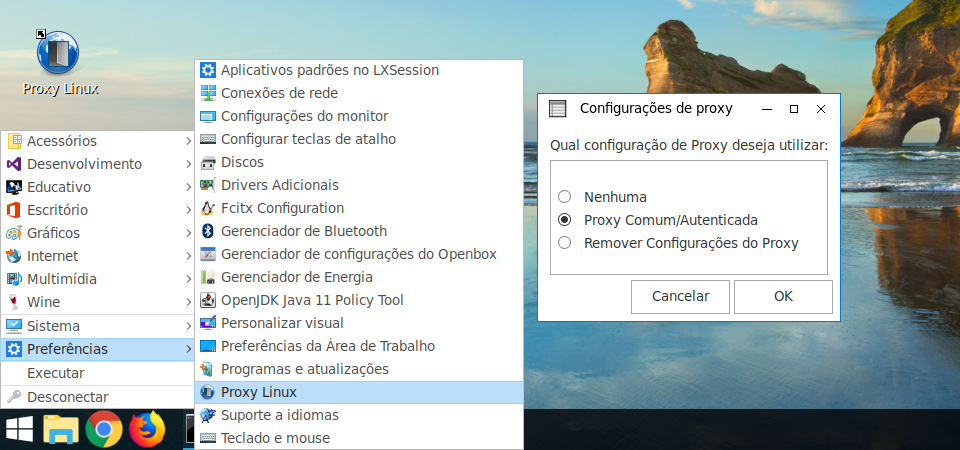 Proxy Linux
Acessórios
Desenvolvimento
Educativo
Escritório
Gráficos
Internet
Multimídia
Wine
Sistema
Preferências
Executar
Desconectar
Aplicativos padrões no LXSession
Conexões de rede
Configurações do monitor
Configurar teclas de atalho
Discos
Drivers Adicionais
Fcitx Configuration
Gerenciador de Bluetooth
Gerenciador de configurações do Openbox
Gerenciador de Energia
OpenJDK Java 11 Policy Tool
Personalizar visual
Preferências da Área de Trabalho
Programas e atualizações
Proxy Linux
Suporte a idiomas
Teclado e mouse
Configurações de proxy
Qual configuração de Proxy deseja utilizar:
Nenhuma
Proxy Comum/Autenticada
Remover Configurações do Proxy
Cancelar
OK